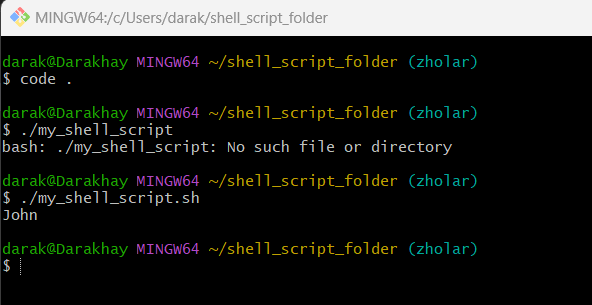 MINGW64:/c/Users/darak/shell_script_folder
darak@Darakhay MINGW64 ~/shell_script_folder (zholar)
$ code .
darak@Darakhay MINGW64 ~/shell_script_folder (zholar)
$ ./my_shell_script
bash: ./my_shell_script: No such file or directory
darak@Darakhay MINGW64 ~/shell_script_folder (zholar)
$ ./my_shell_script.sh
John
darak@Darakhay MINGW64 ~/shell_script_folder (zholar)
$